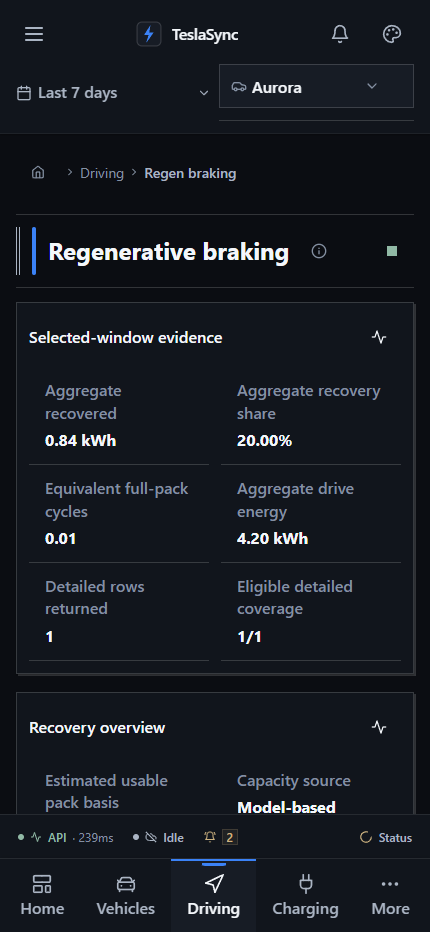 TeslaSync
Last 7 days
Aurora
Driving
Regen braking
Regenerative braking
Selected-window evidence
Aggregate recovered
0.84 kWh
Aggregate recovery share
20.00%
Equivalent full-pack cycles
0.01
Aggregate drive energy
4.20 kWh
Detailed rows returned
1
Eligible detailed coverage
1/1
Recovery overview
Estimated usable pack basis
Capacity source
Model-based
API · 239ms
Idle
2
Status
Home
Vehicles
Driving
Charging
More